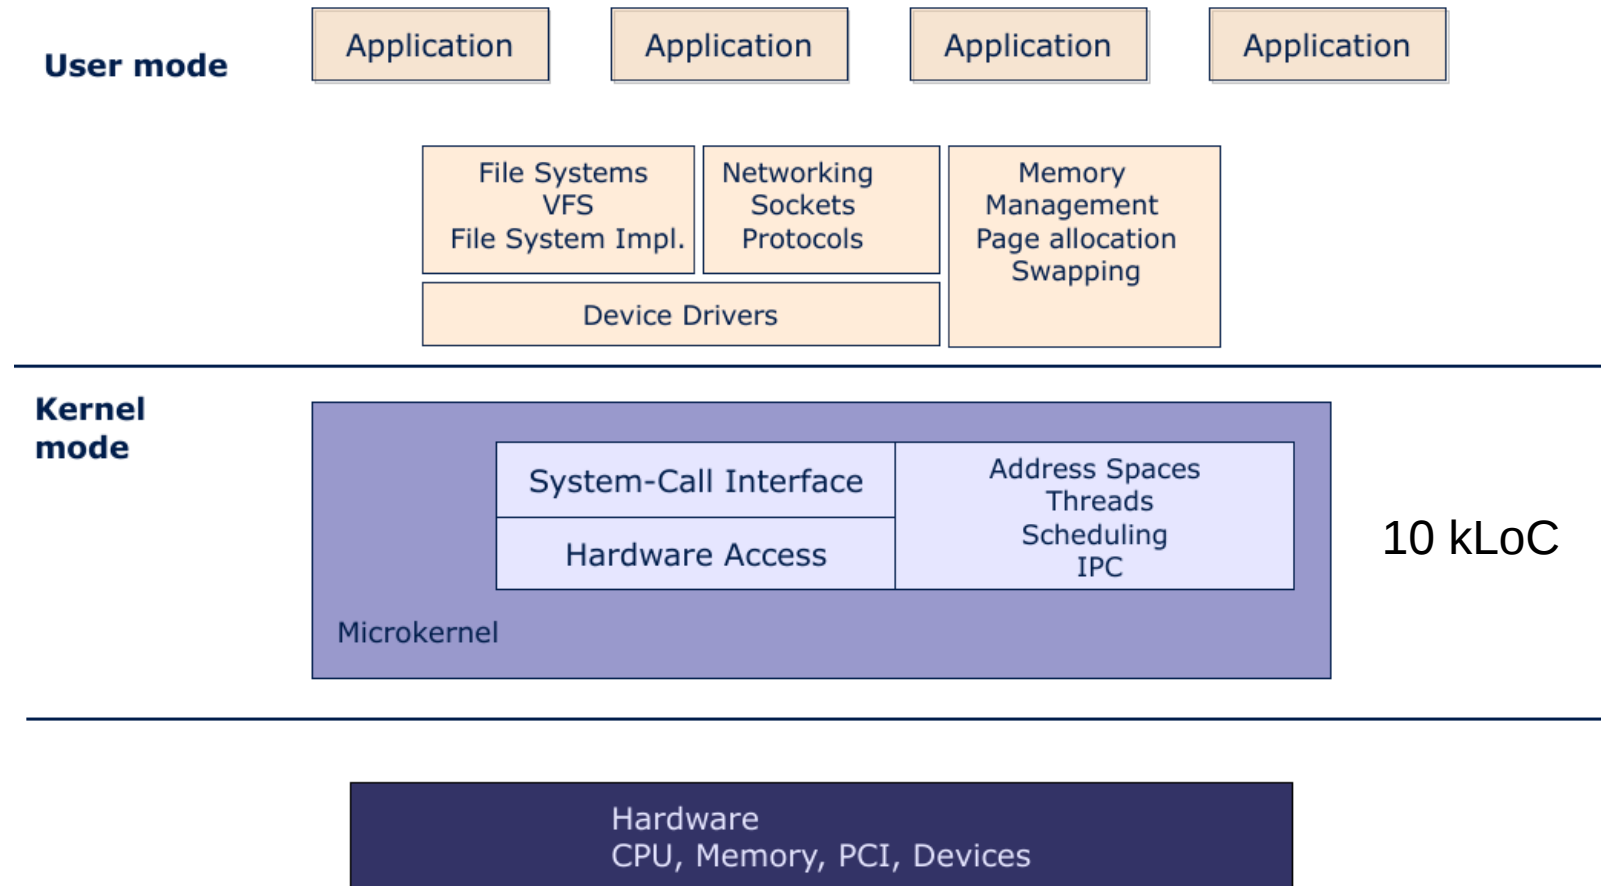 User mode
Application
Application
Application
Application
File Systems
VFS
File System Impl.
Networking
Sockets
Protocols
Memory
Management
Page allocation
Swapping
Device Drivers
Kernel
mode
System-Call Interface
Hardware Access
Address Spaces
Threads
Scheduling
IPC
Microkernel
10 kLoC
Hardware
CPU, Memory, PCI, Devices